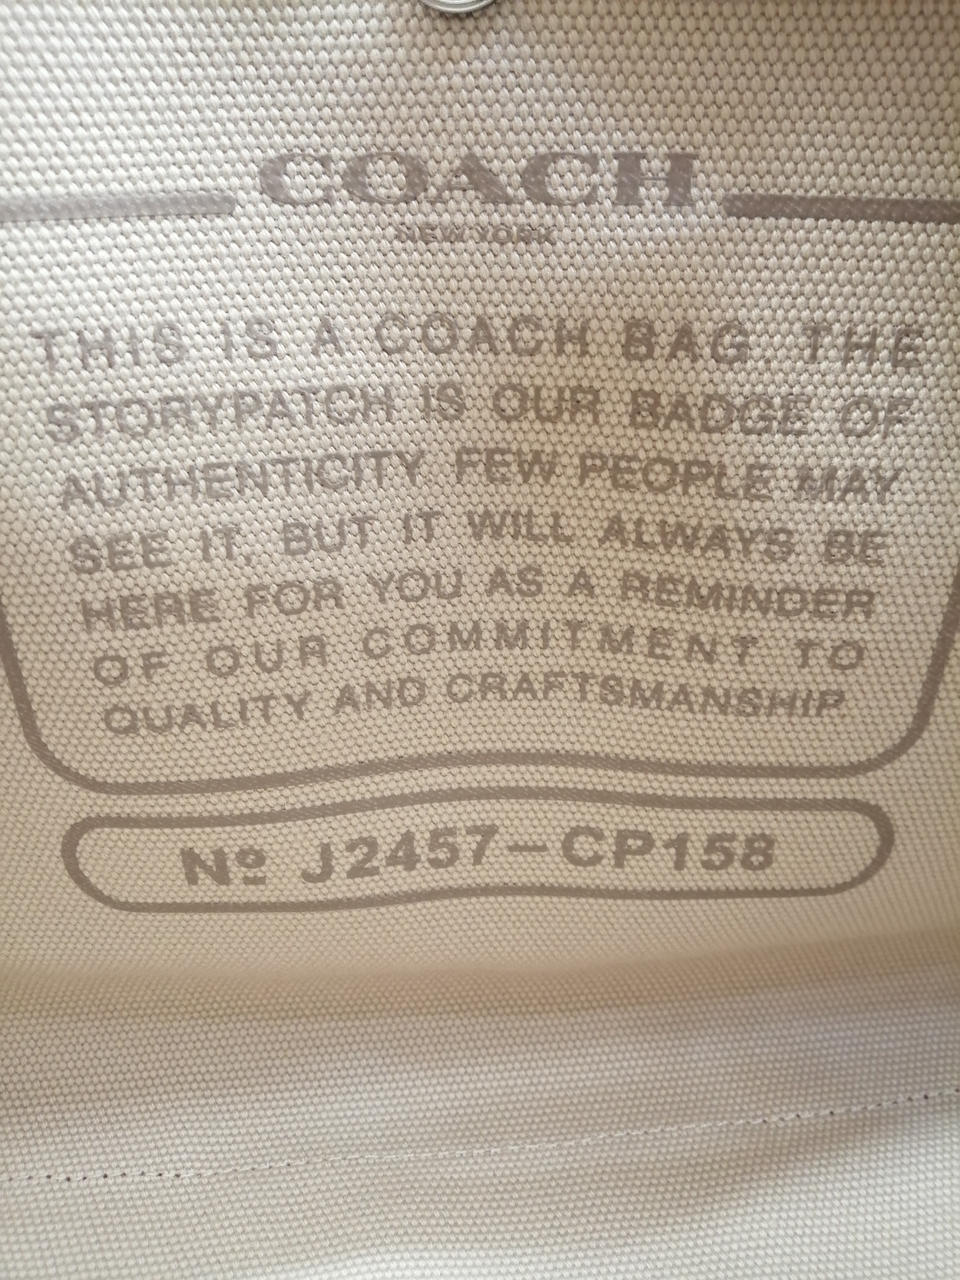 COACH
NEW YORK
THIS IS A COACH BAG. THE
STORYPATCH IS OUR BADGE OF
AUTHENTICITY FEW PEOPLE MAY
SEE IT, BUT IT WILL ALWAYS BE
HERE FOR YOU AS A REMINDER
OF OUR COMMITMENT TO
QUALITY AND CRAFTSMANSHIP.
Nº J2457-CP158